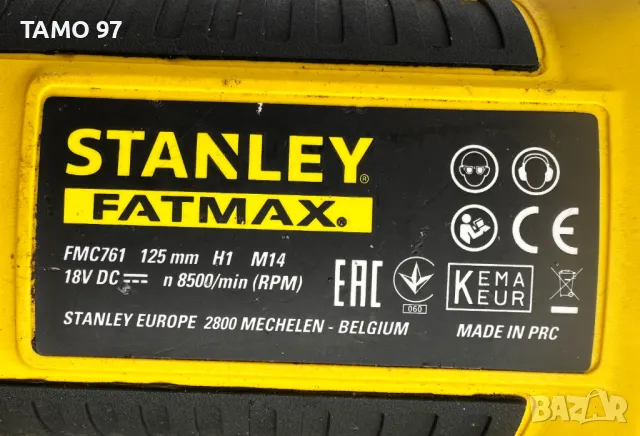 TAMO 97
STANLEY®
FATMAX®
FMC761 125 mm H1 M14
18V DC n 8500/min (RPM)
EAC
060
KEMA
KEUR
CE
STANLEY EUROPE 2800 MECHELEN - BELGIUM
MADE IN PRC
BAZAR